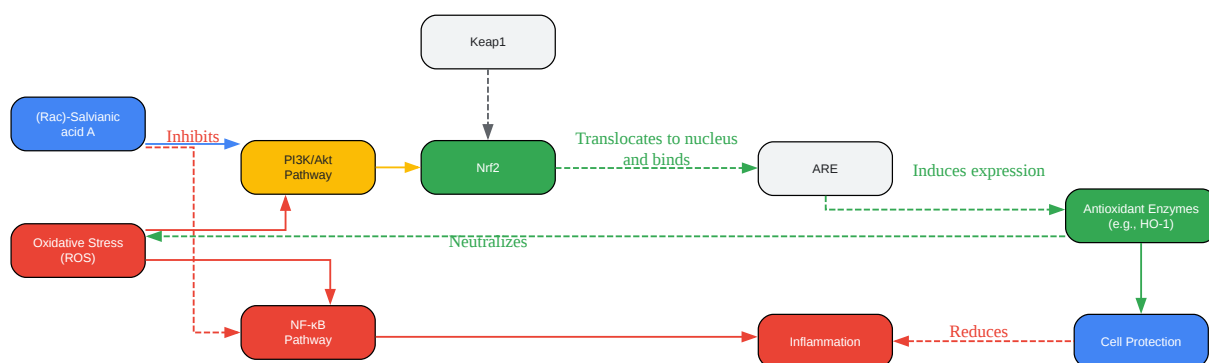 Keap1
(Rac)-Salvianic
acid A
Inhibits
PI3K/Akt
Pathway
Nrf2
Translocates to nucleus
and binds
ARE
Induces expression
Antioxidant Enzymes
(e.g., HO-1)
Oxidative Stress
(ROS)
Neutralizes
NF-κB
Pathway
Inflammation
Reduces
Cell Protection